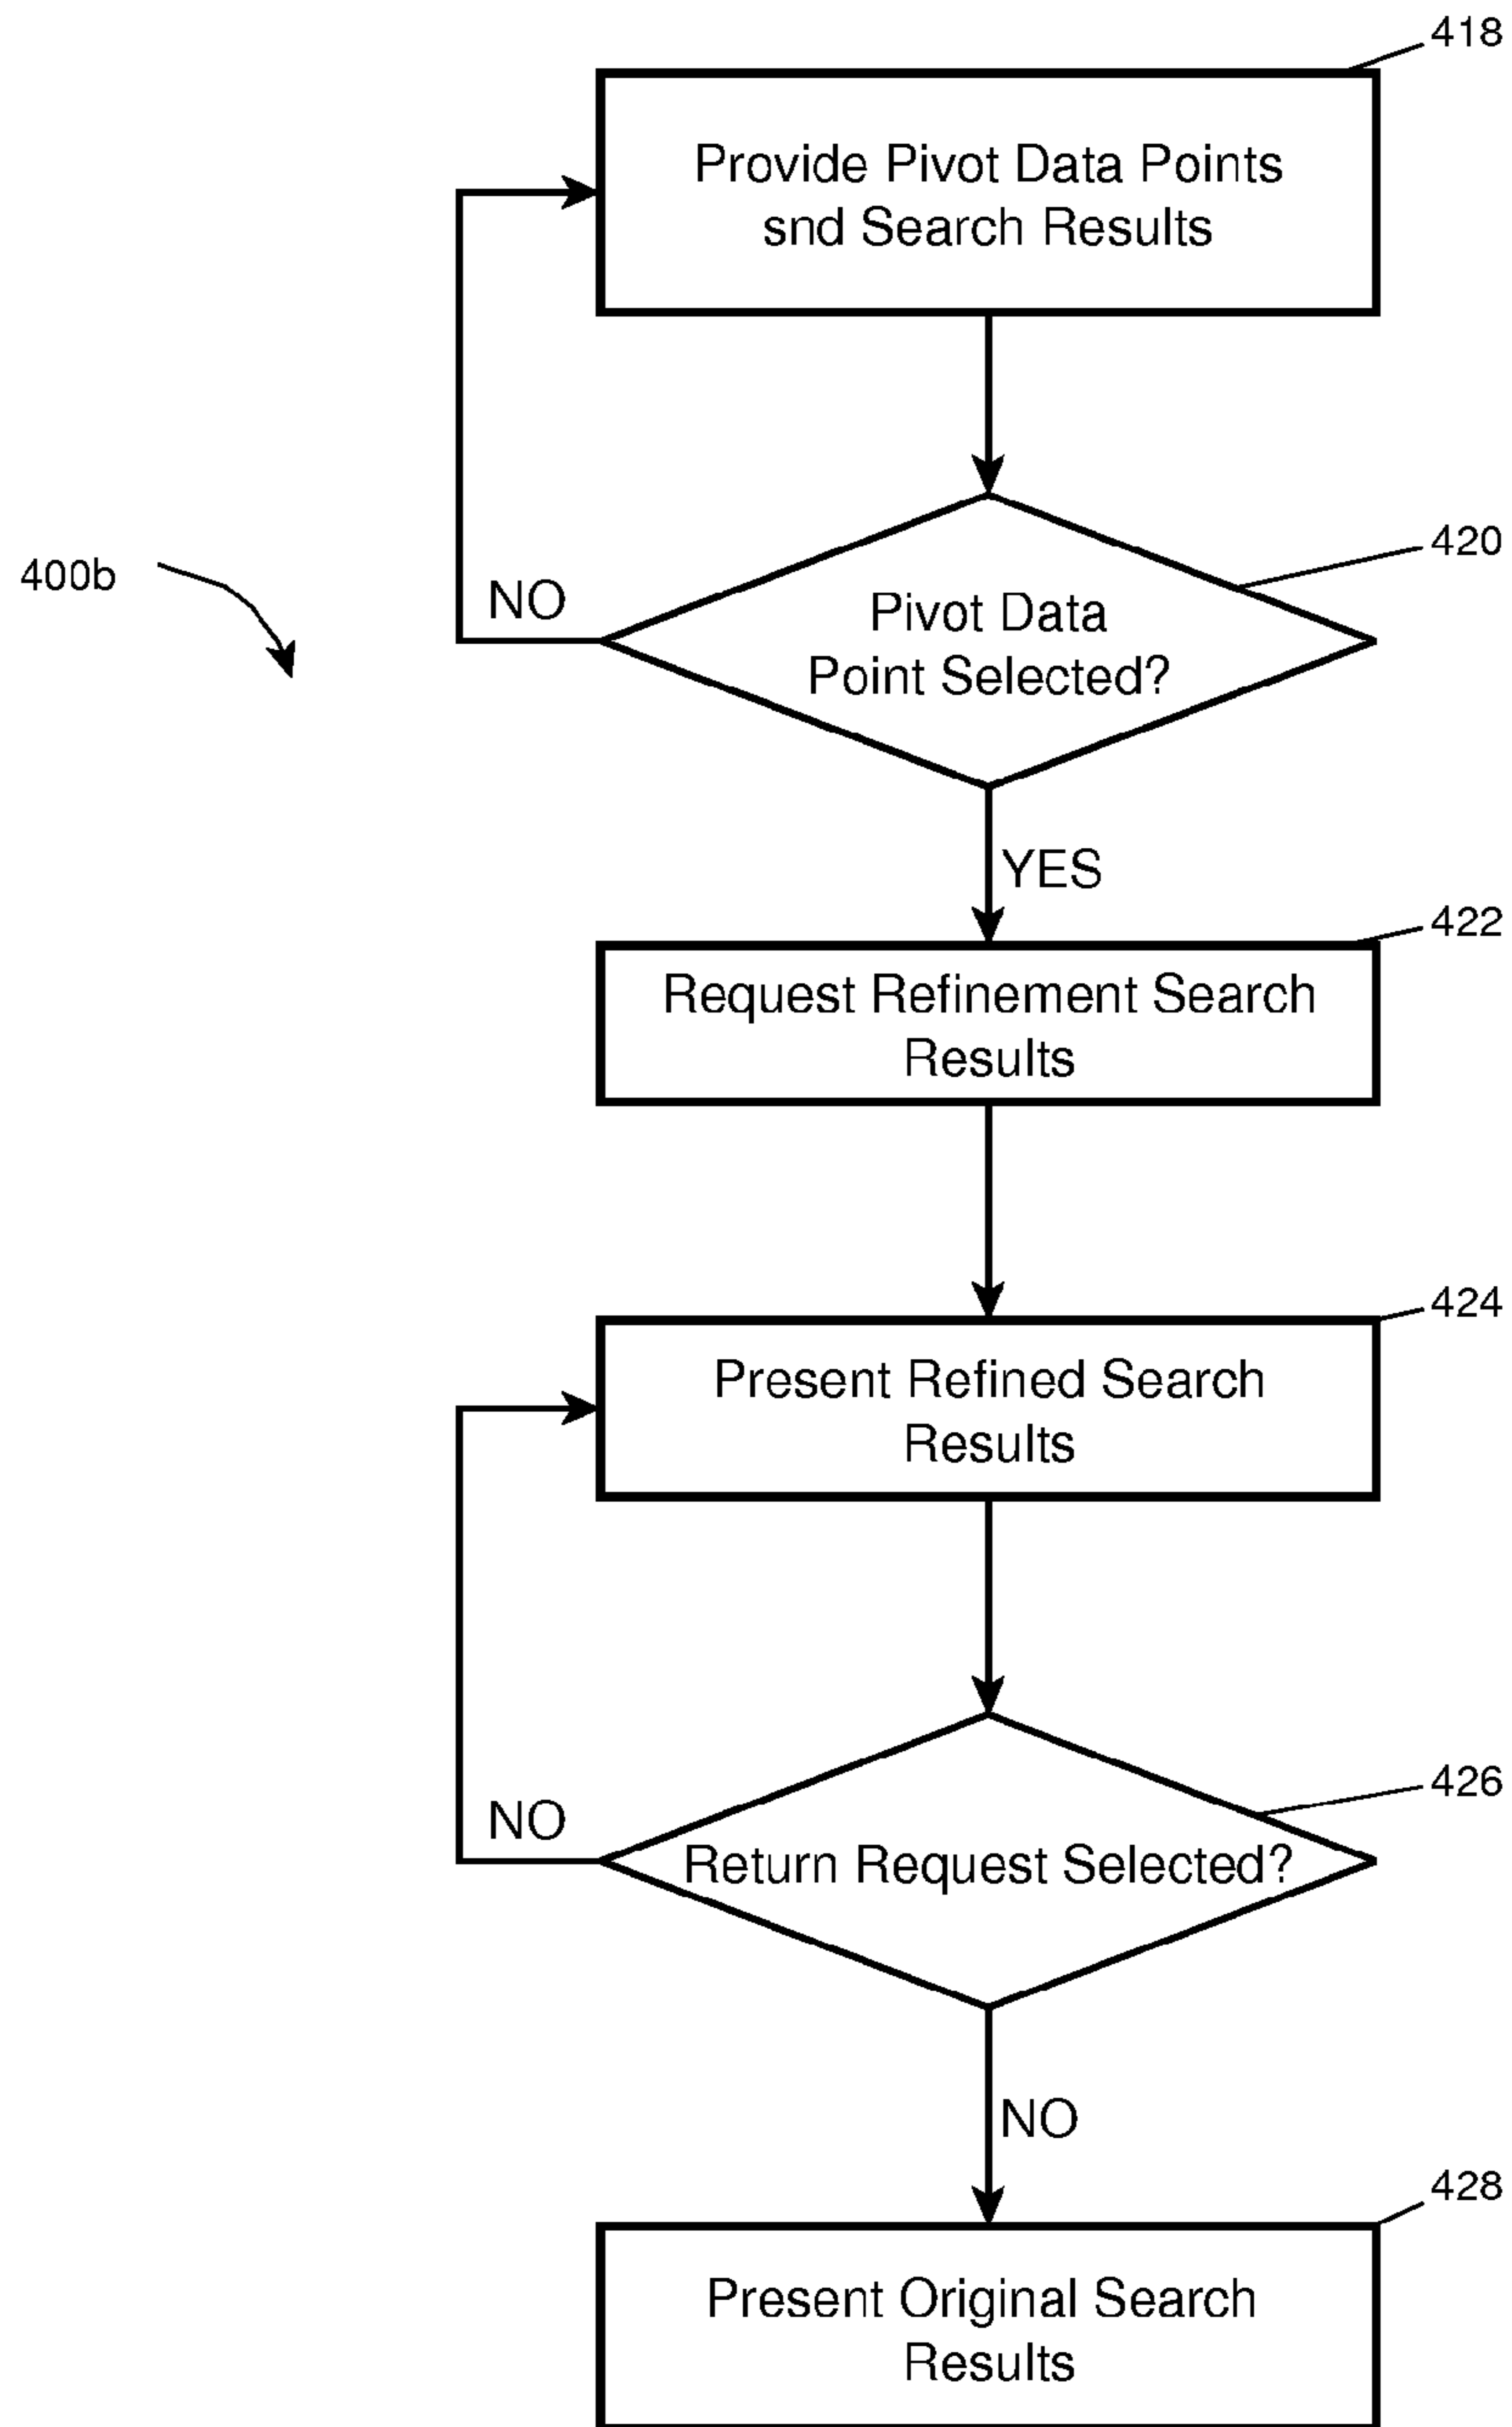 418
Provide Pivot Data Points
snd Search Results
420
400b
NO
Pivot Data
Point Selected?
YES
422
Request Refinement Search
Results
424
Present Refined Search
Results
426
NO
Return Request Selected?
NO
428
Present Original Search
Results